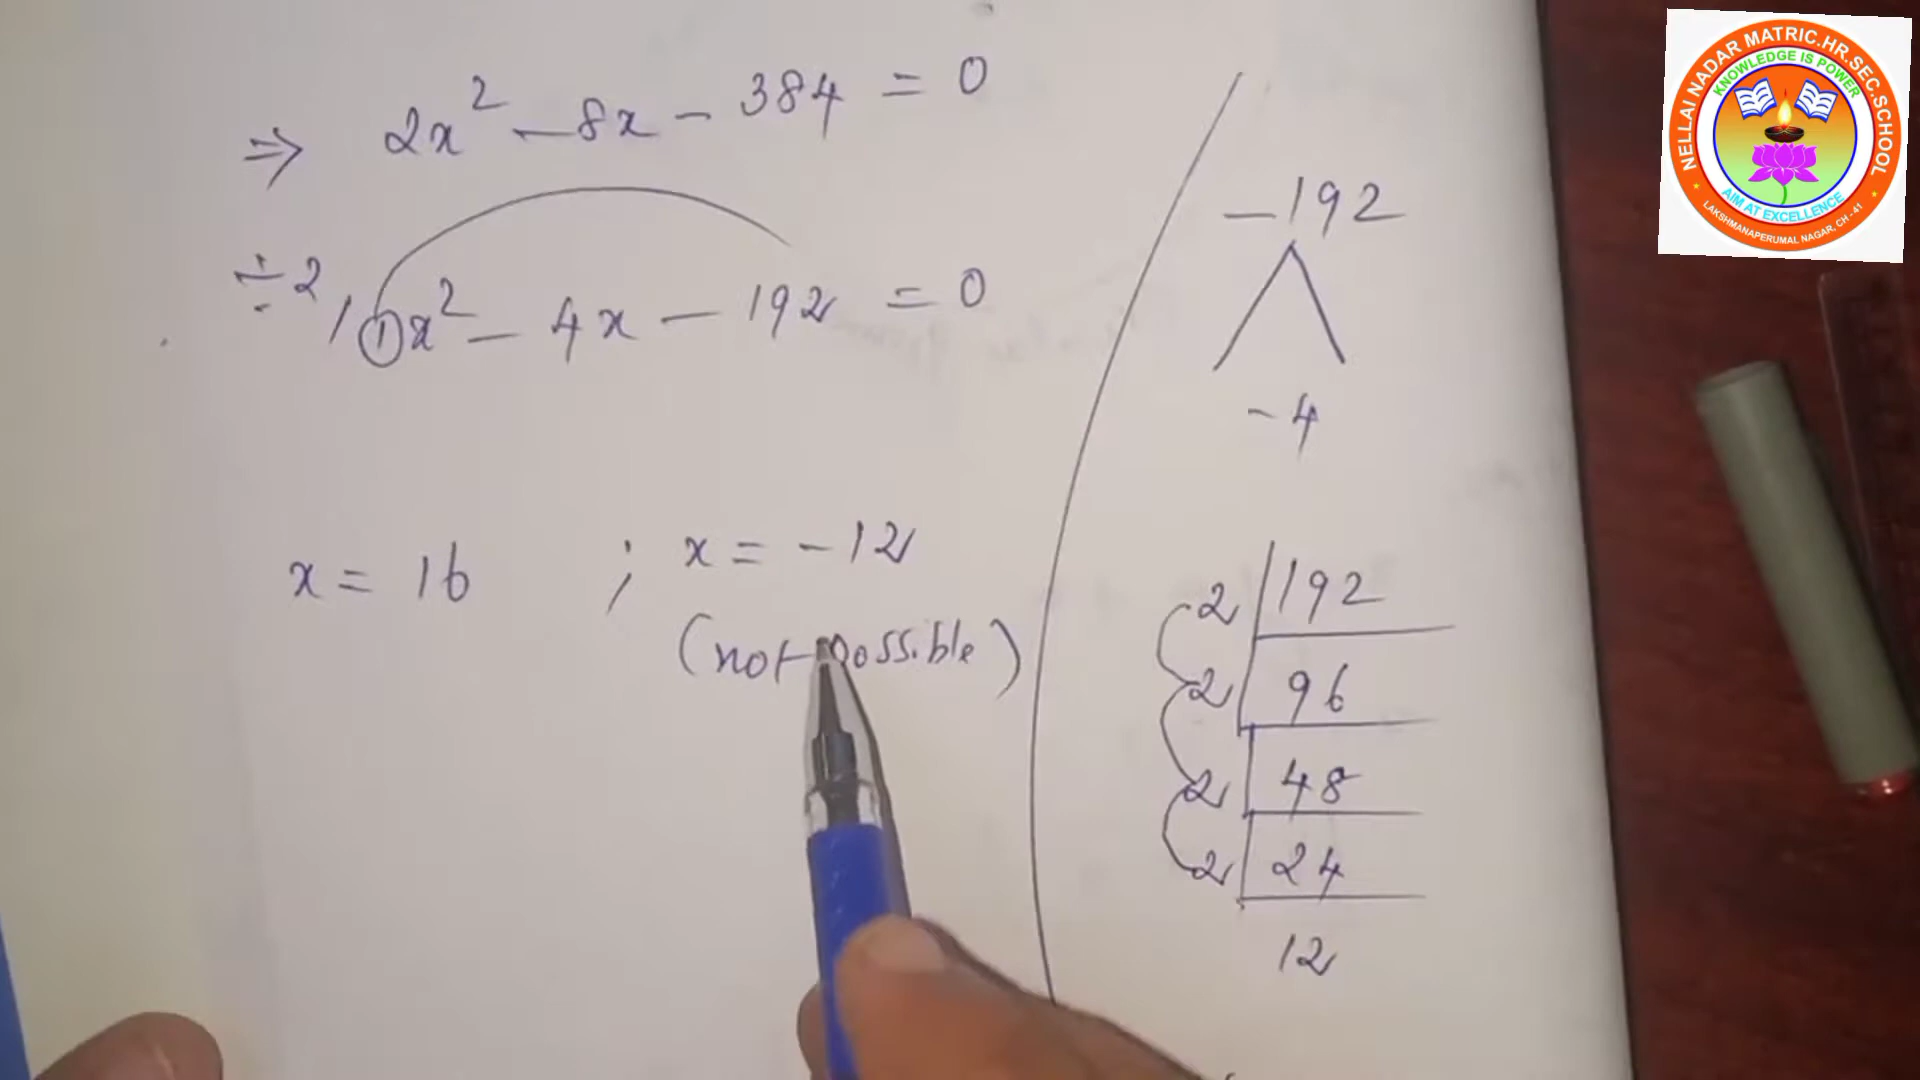 ⇒ 2x² - 8x - 384 = 0
÷2, 1x² - 4x - 192 = 0
x = 16 ; x = -12
(not possible)
-192
-4
2 | 192
2 | 96
2 | 48
2 | 24
12
NELLAI NADAR MATRIC.HR.SEC.SCHOOL
KNOWLEDGE IS POWER
AIM AT EXCELLENCE
LAKSHMANAPERUMAL NAGAR, CH - 41